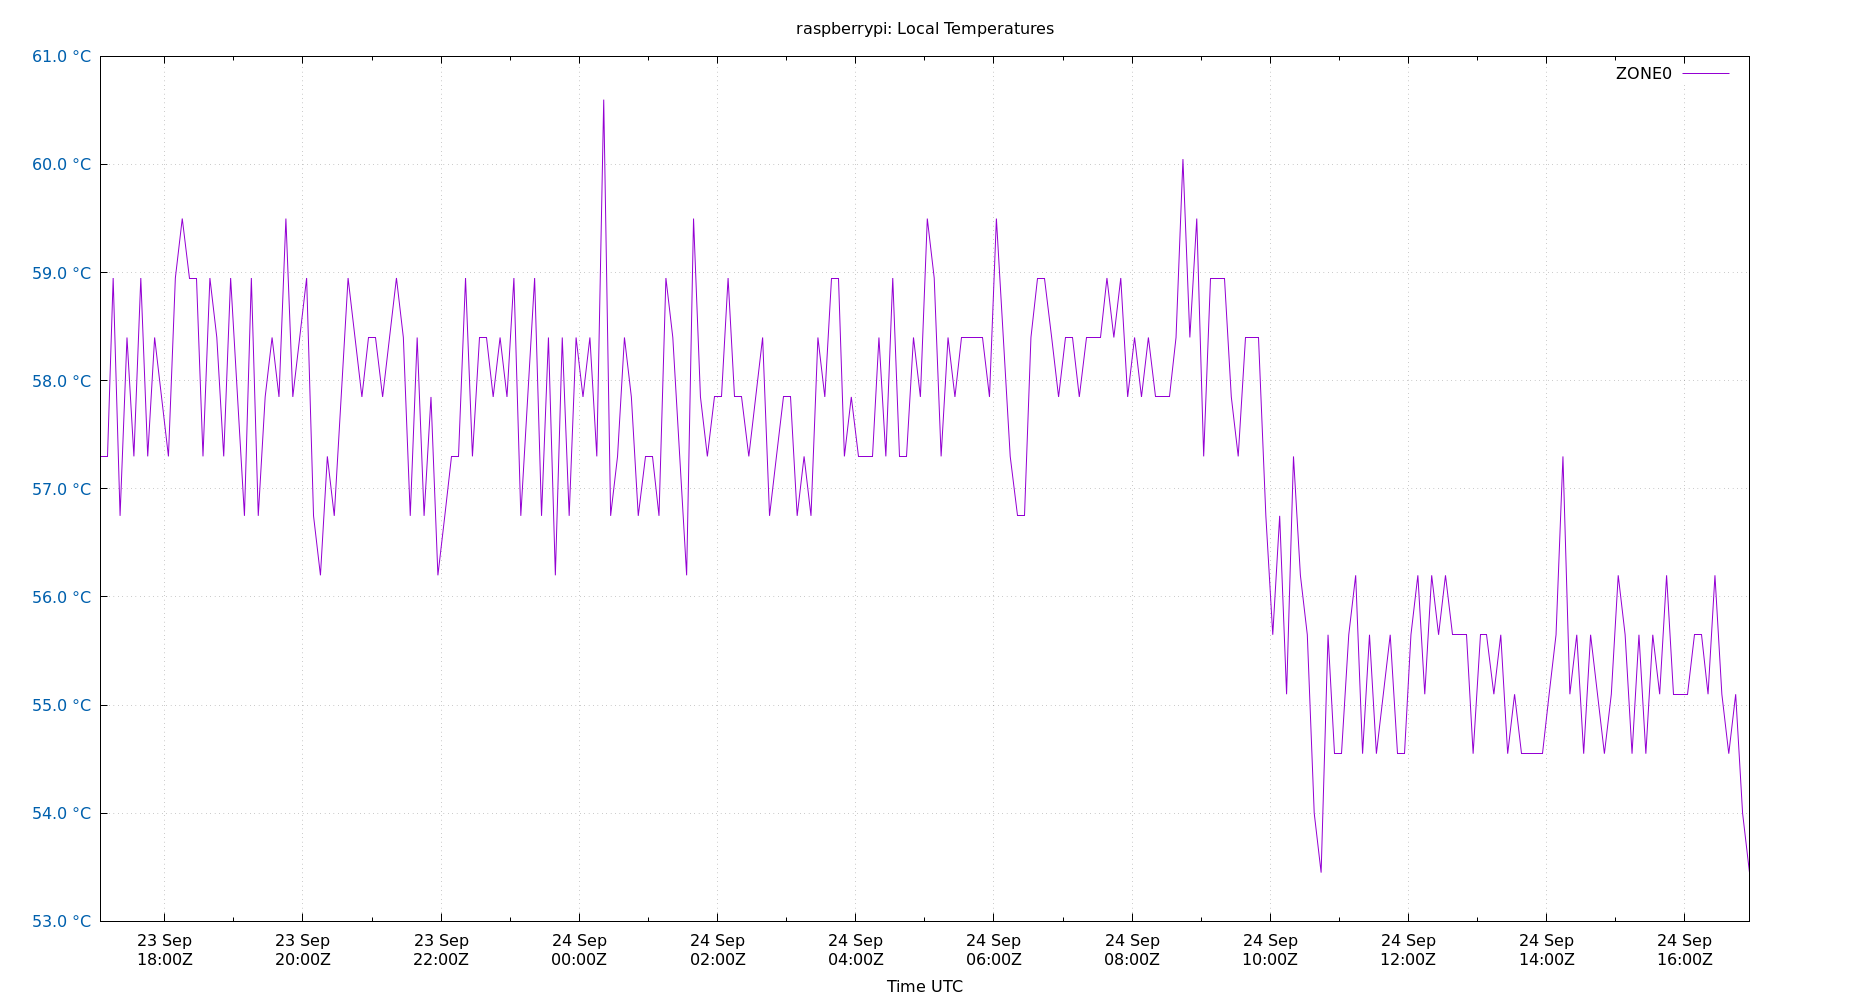 raspberrypi: Local Temperatures
61.0 °C
60.0 °C
59.0 °C
58.0 °C
57.0 °C
56.0 °C
55.0 °C
54.0 °C
53.0 °C
ZONE0
23 Sep 23 Sep 23 Sep 24 Sep 24 Sep 24 Sep 24 Sep 24 Sep 24 Sep 24 Sep 24 Sep 24 Sep
18:00Z 20:00Z 22:00Z 00:00Z 02:00Z 04:00Z 06:00Z 08:00Z 10:00Z 12:00Z 14:00Z 16:00Z
Time UTC